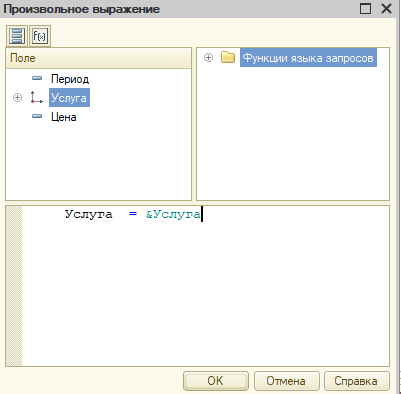 Произвольное выражение
f(x)
Поле
Период
Услуга
Цена
Функции языка запросов
Услуга = &Услуга
OK
Отмена
Справка